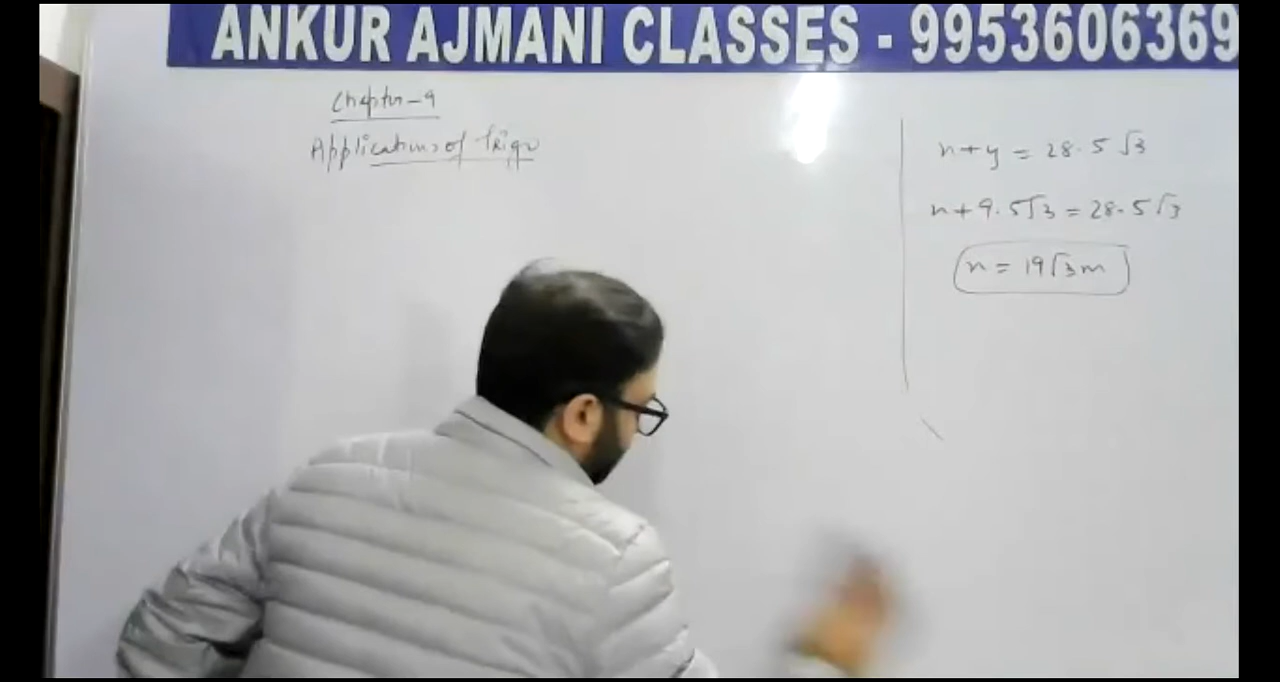 ANKUR AJMANI CLASSES - 9953606369
Chapter-9
Applications of Trigo
x+y = 28.5√3
x+9.5√3 = 28.5√3
x = 19√3m